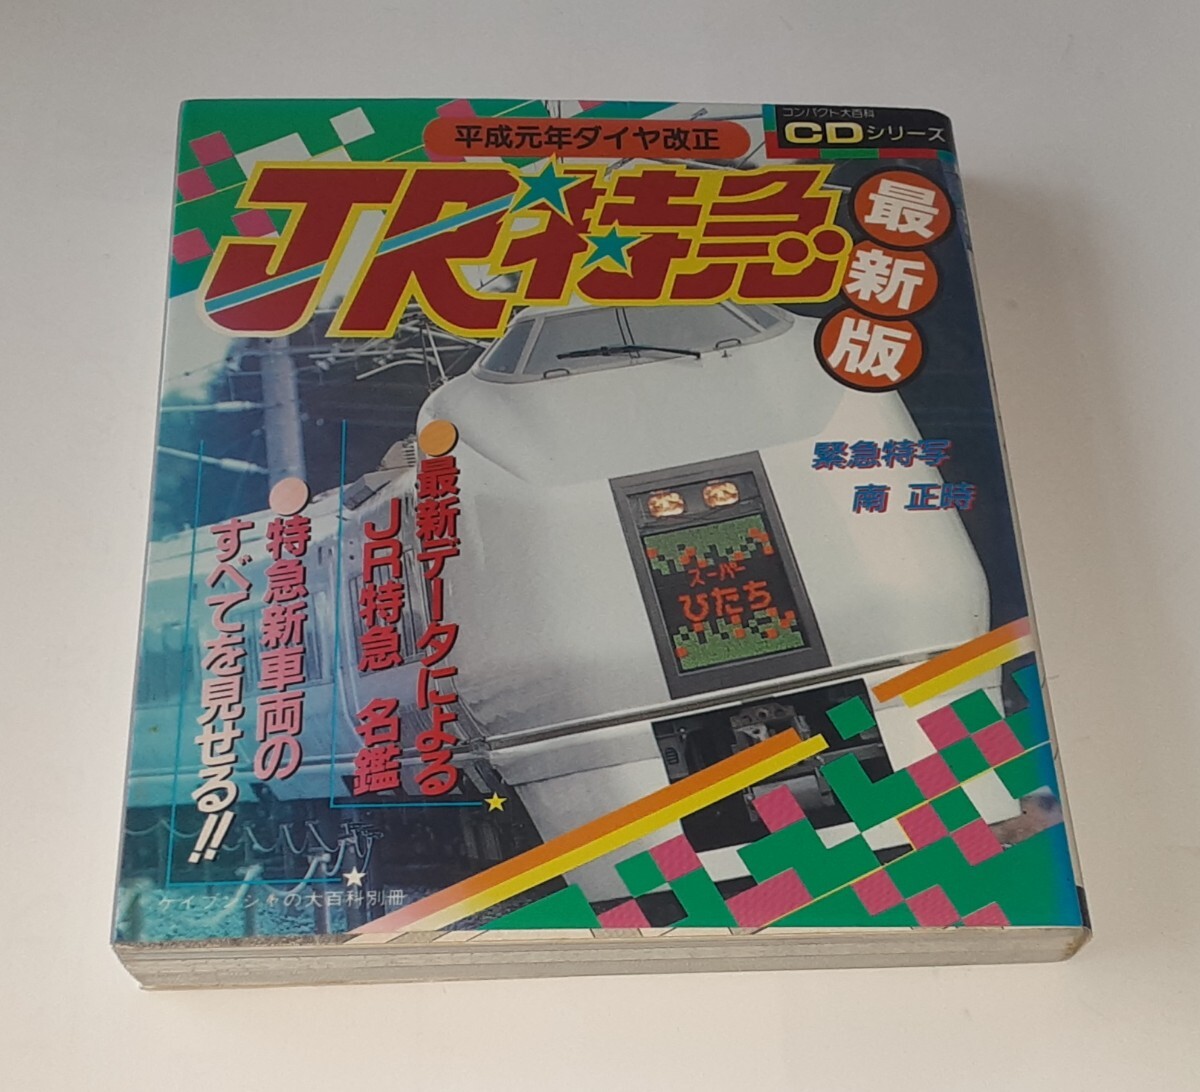 コンパクト大百科
CDシリーズ
平成元年ダイヤ改正
JR特急
最新版
緊急特写
南 正時
スーパー
ひたち
最新データによる
JR特急 名鑑
特急新車両の
すべてを見せる!!
ケイブンシャの大百科別冊